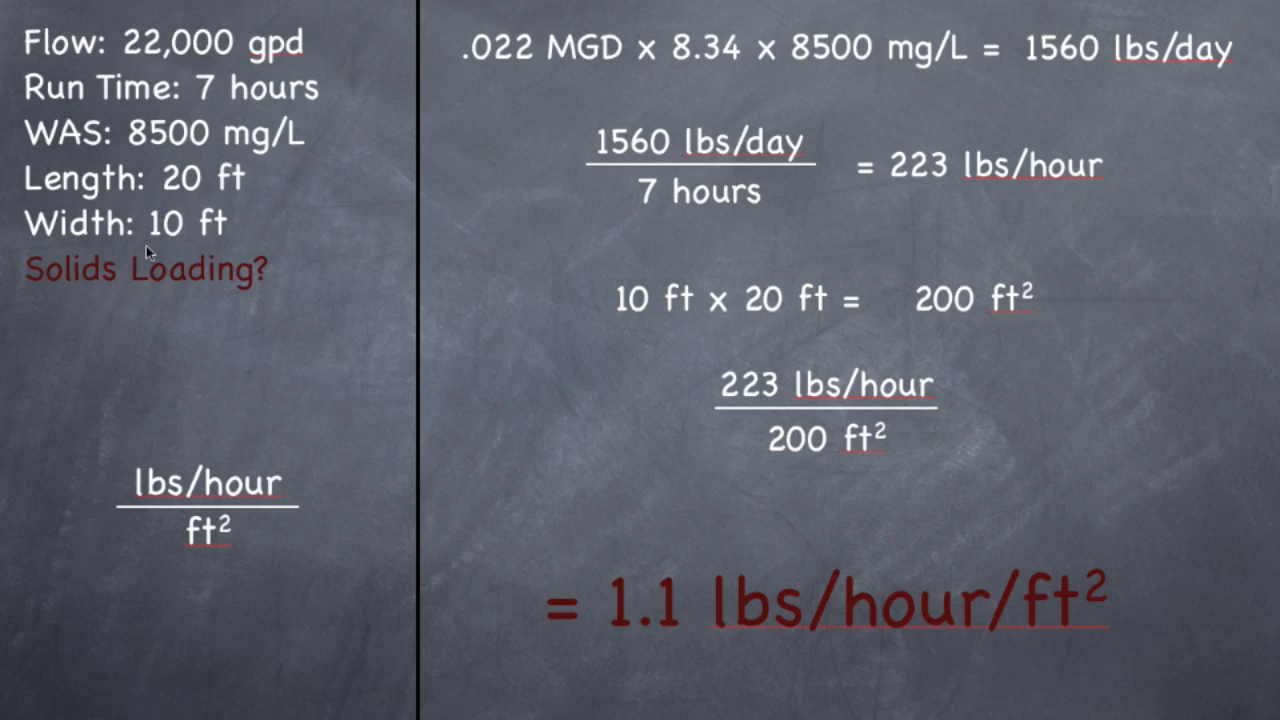 Flow: 22,000 gpd
Run Time: 7 hours
WAS: 8500 mg/L
Length: 20 ft
Width: 10 ft
Solids Loading?
lbs/hour
ft²
.022 MGD x 8.34 x 8500 mg/L = 1560 lbs/day
1560 lbs/day
7 hours
= 223 lbs/hour
10 ft x 20 ft = 200 ft²
223 lbs/hour
200 ft²
= 1.1 lbs/hour/ft²